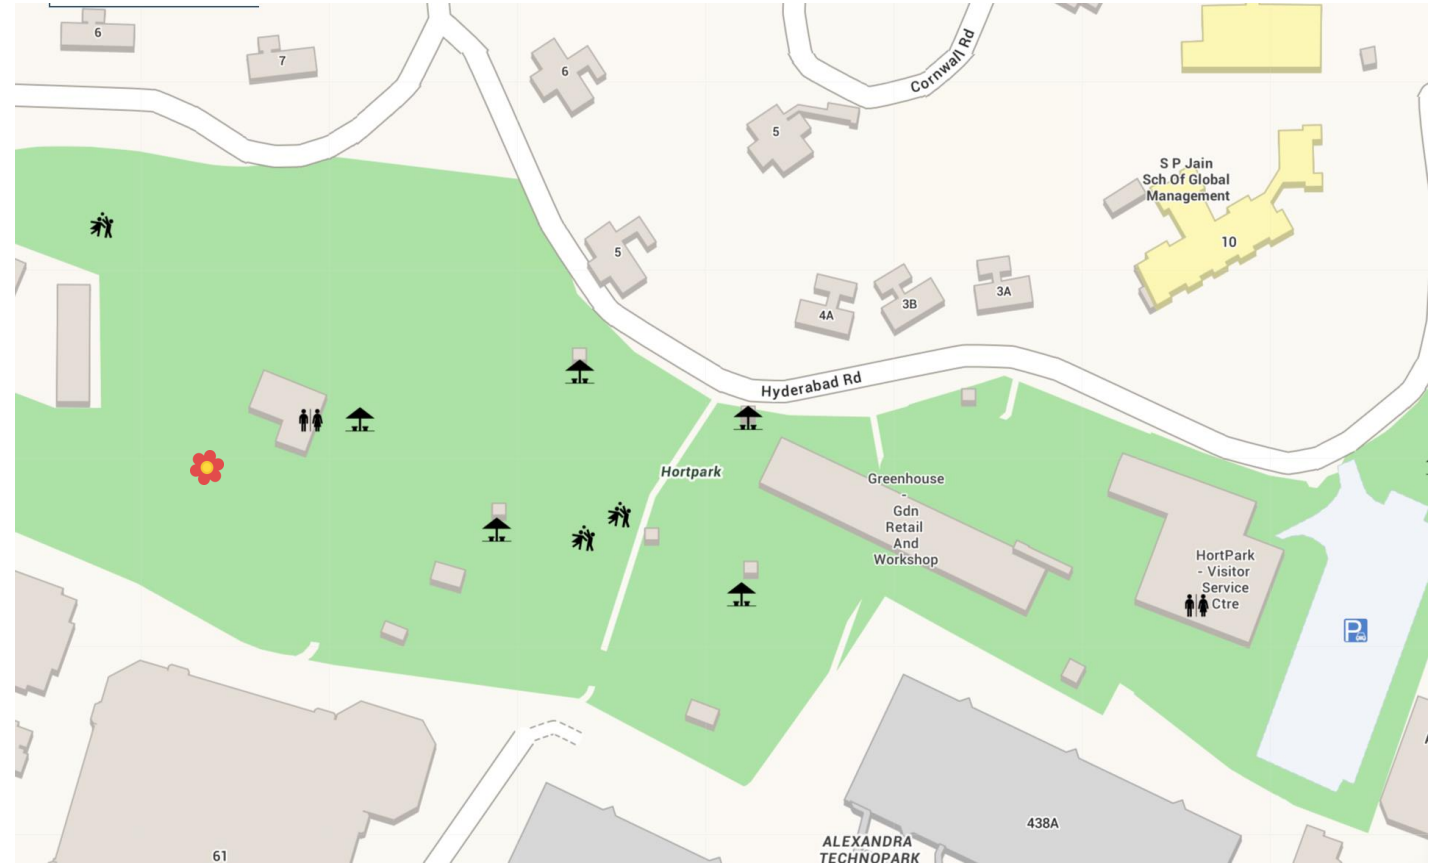 6
7
6
Cornwall Rd
5
S P Jain
Sch Of Global
Management
10
5
4A
3B
3A
Hyderabad Rd
Hortpark
Greenhouse
-
Gdn
Retail
And
Workshop
HortPark
- Visitor
Service
Ctre
P
438A
ALEXANDRA
TECHNOPARK
61